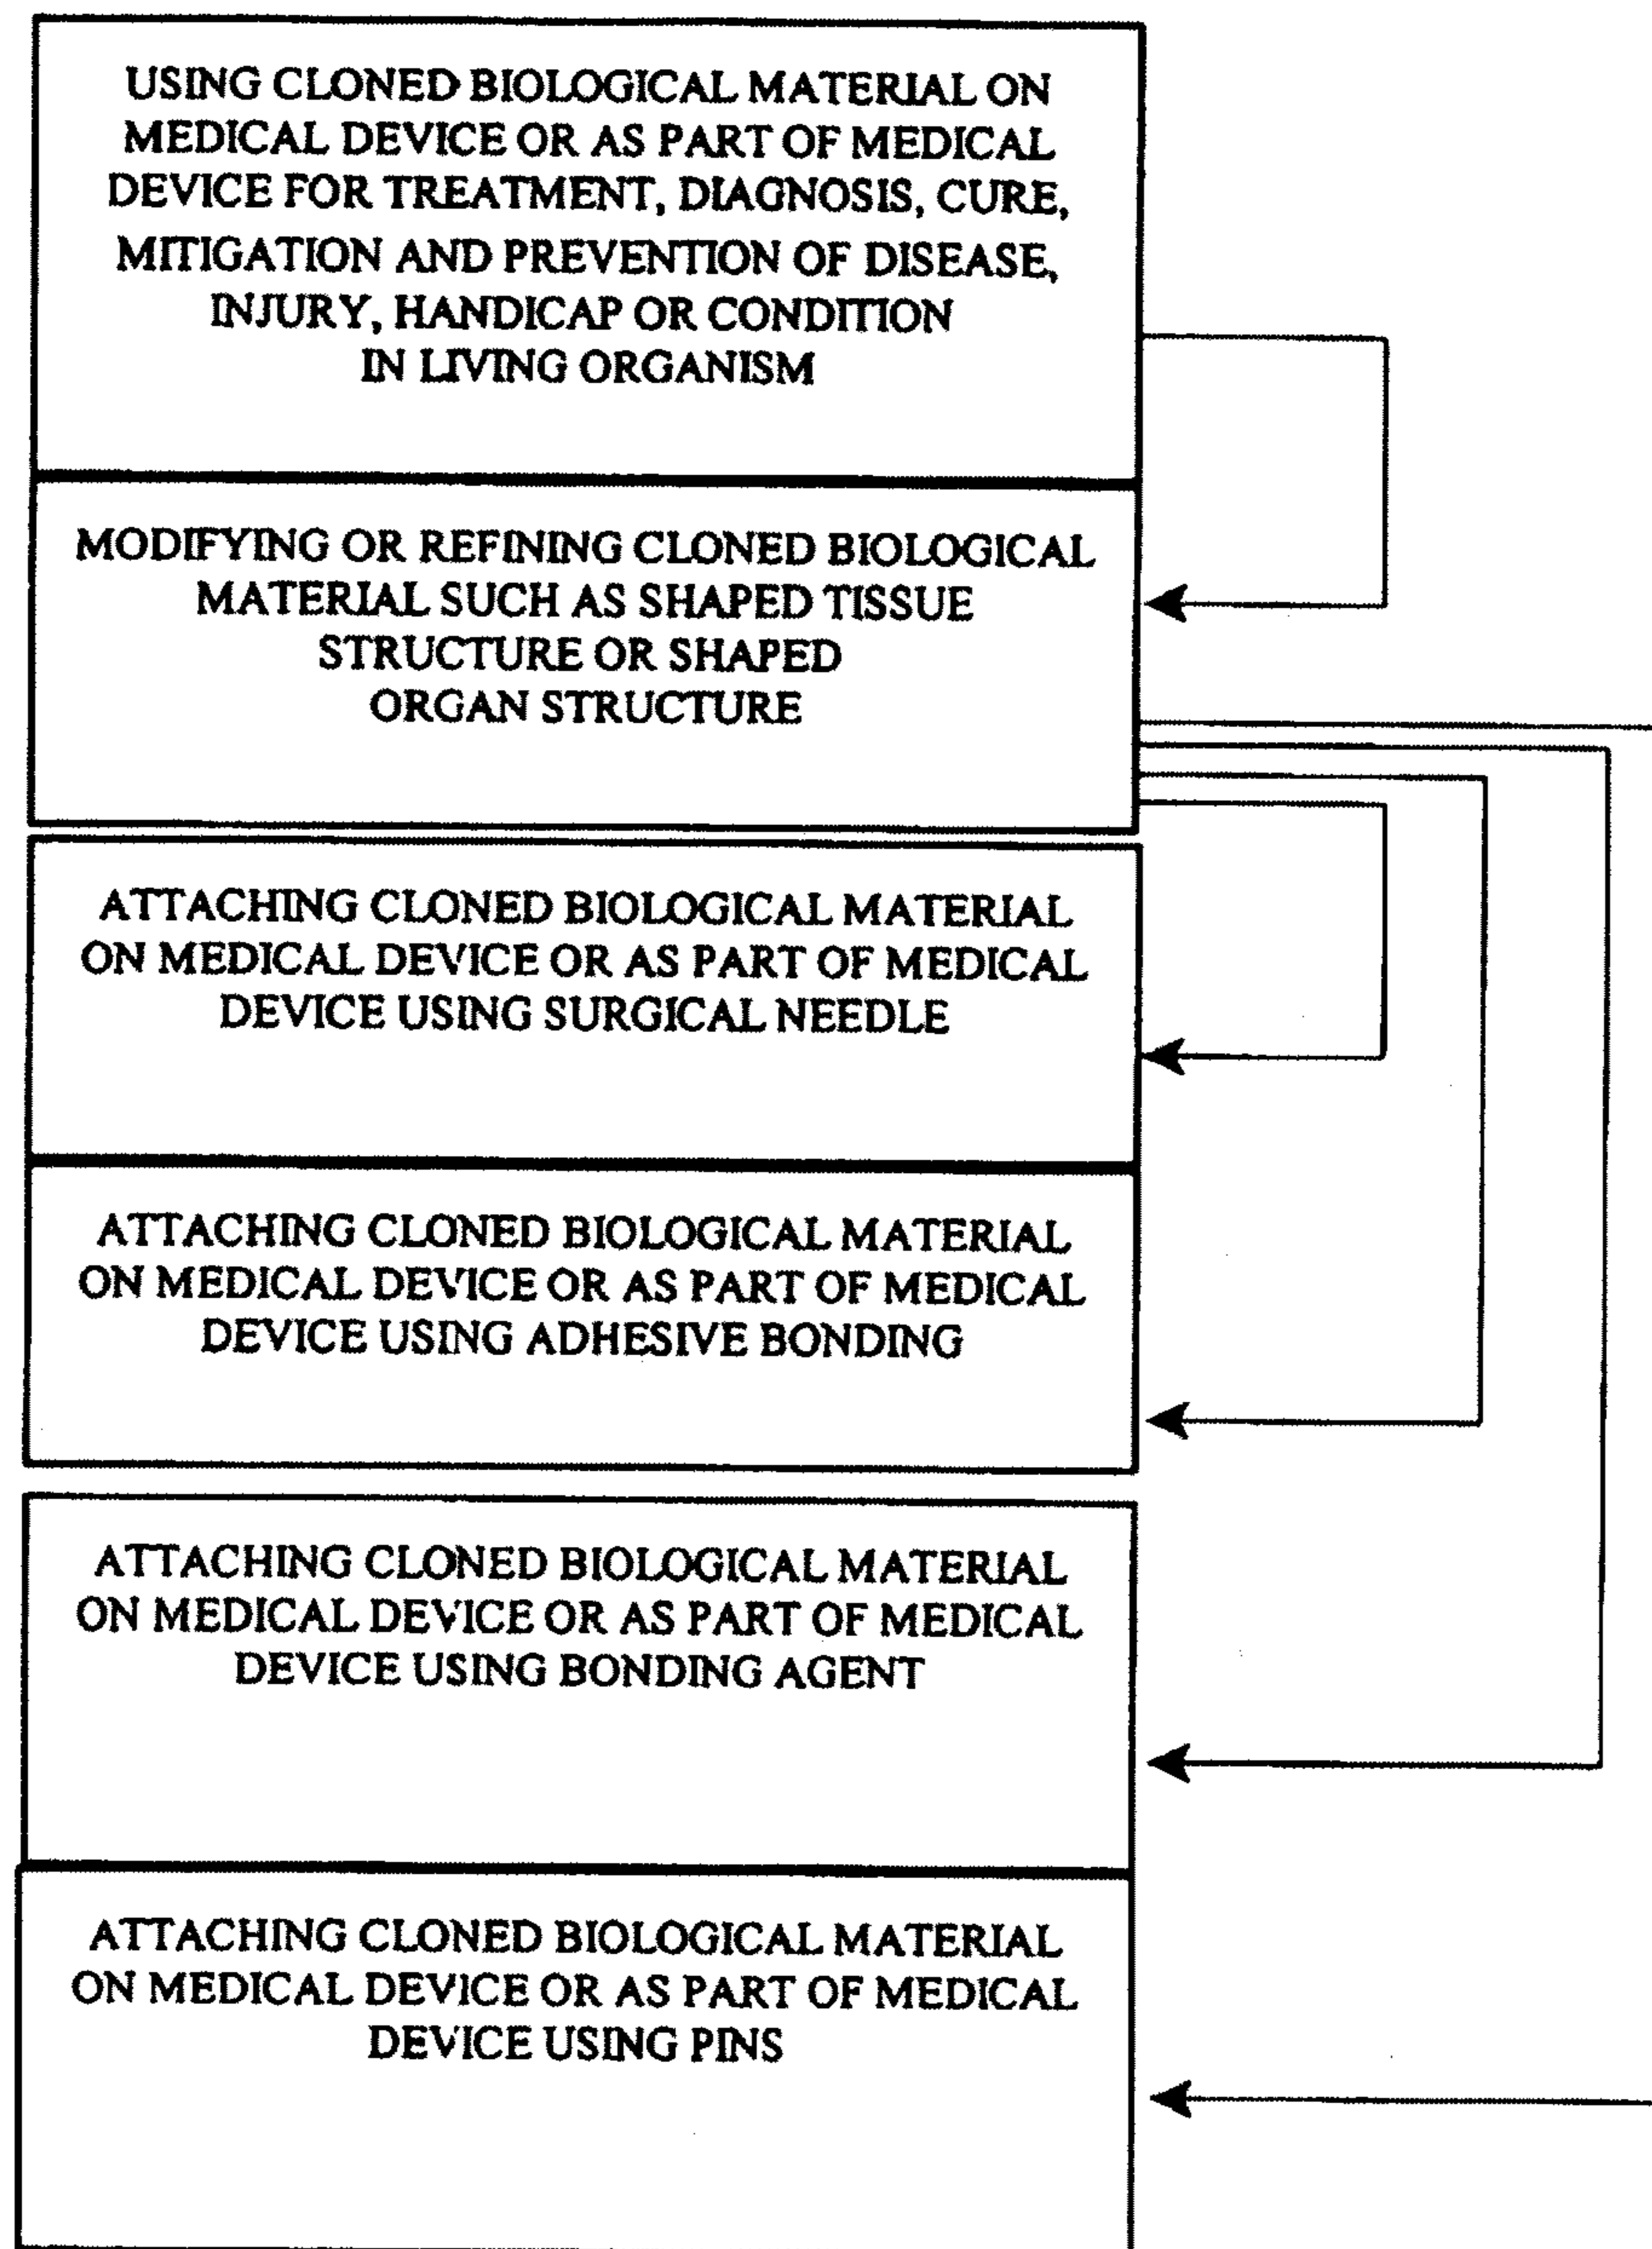 USING CLONED BIOLOGICAL MATERIAL ON
MEDICAL DEVICE OR AS PART OF MEDICAL
DEVICE FOR TREATMENT, DIAGNOSIS, CURE,
MITIGATION AND PREVENTION OF DISEASE,
INJURY, HANDICAP OR CONDITION
IN LIVING ORGANISM
MODIFYING OR REFINING CLONED BIOLOGICAL
MATERIAL SUCH AS SHAPED TISSUE
STRUCTURE OR SHAPED
ORGAN STRUCTURE
ATTACHING CLONED BIOLOGICAL MATERIAL
ON MEDICAL DEVICE OR AS PART OF MEDICAL
DEVICE USING SURGICAL NEEDLE
ATTACHING CLONED BIOLOGICAL MATERIAL
ON MEDICAL DEVICE OR AS PART OF MEDICAL
DEVICE USING ADHESIVE BONDING
ATTACHING CLONED BIOLOGICAL MATERIAL
ON MEDICAL DEVICE OR AS PART OF MEDICAL
DEVICE USING BONDING AGENT
ATTACHING CLONED BIOLOGICAL MATERIAL
ON MEDICAL DEVICE OR AS PART OF MEDICAL
DEVICE USING PINS